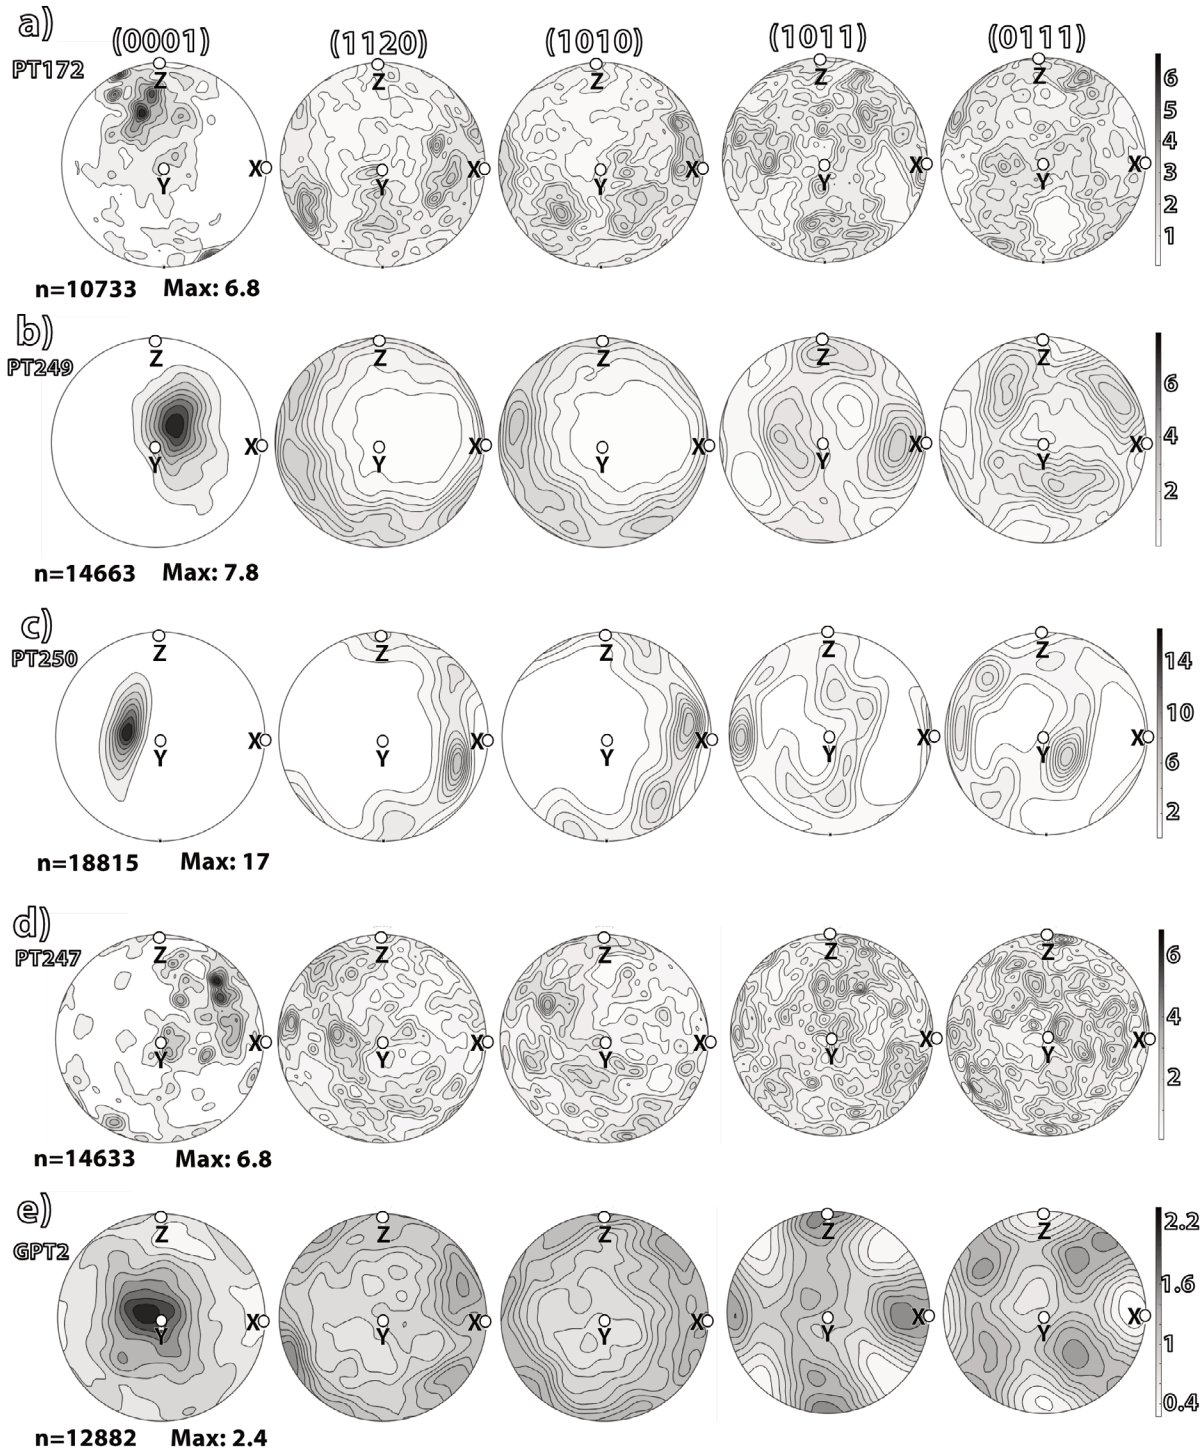 a)
(0001) (1120) (1010) (1011) (0111)
PT172
Z Z Z Z Z
Y X Y X Y X Y X Y X
6
5
4
3
2
1
n=10733 Max: 6.8
b)
PT249
Z Z Z Z Z
Y X Y X Y X Y X Y X
6
4
2
n=14663 Max: 7.8
c)
PT250
Z Z Z Z Z
Y X Y X Y X Y X Y X
14
10
6
2
n=18815 Max: 17
d)
PT247
Z Z Z Z Z
Y X Y X Y X Y X Y X
6
4
2
n=14633 Max: 6.8
e)
GPT2
Z Z Z Z Z
Y X Y X Y X Y X Y X
2.2
1.6
1
0.4
n=12882 Max: 2.4